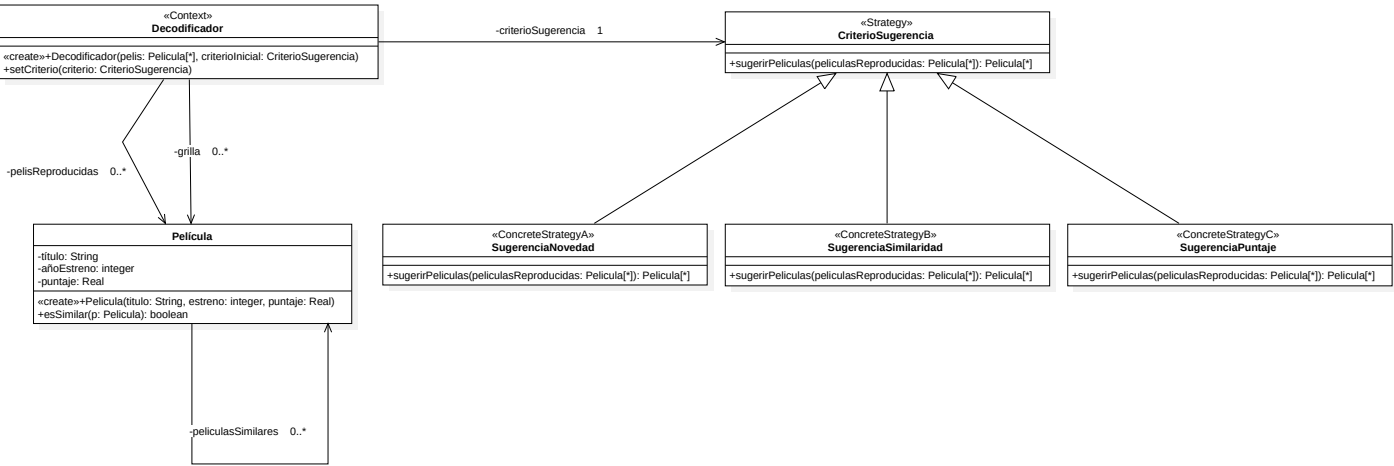 «Context»
Decodificador
«create»+Decodificador(pelis: Pelicula[*], criterioInicial: CriterioSugerencia)
+setCriterio(criterio: CriterioSugerencia)
-criterioSugerencia 1
«Strategy»
CriterioSugerencia
+sugerirPeliculas(peliculasReproducidas: Pelicula[*]): Pelicula[*]
-grilla 0..*
-pelisReproducidas 0..*
Película
-título: String
-añoEstreno: integer
-puntaje: Real
«create»+Pelicula(titulo: String, estreno: integer, puntaje: Real)
+esSimilar(p: Pelicula): boolean
«ConcreteStrategyA»
SugerenciaNovedad
+sugerirPeliculas(peliculasReproducidas: Pelicula[*]): Pelicula[*]
«ConcreteStrategyB»
SugerenciaSimilaridad
+sugerirPeliculas(peliculasReproducidas: Pelicula[*]): Pelicula[*]
«ConcreteStrategyC»
SugerenciaPuntaje
+sugerirPeliculas(peliculasReproducidas: Pelicula[*]): Pelicula[*]
-peliculasSimilares 0..*